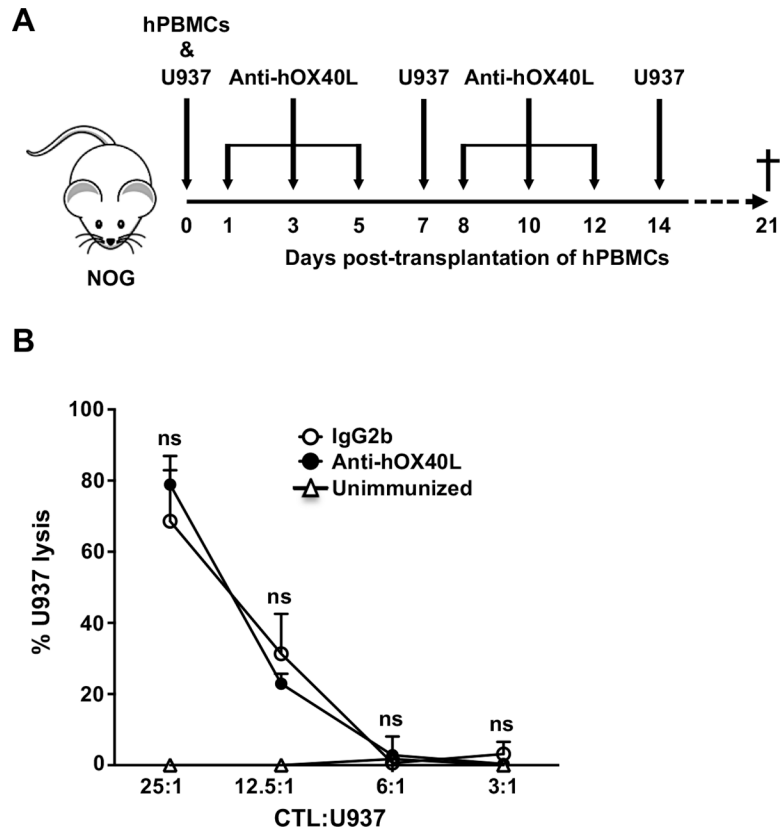 A
hPBMCs
&
U937 Anti-hOX40L U937 Anti-hOX40L U937
0 1 3 5 7 8 10 12 14 21
Days post-transplantation of hPBMCs
NOG
B
100
80
60
40
20
0
% U937 lysis
ns
ns
ns
ns
IgG2b
Anti-hOX40L
Unimmunized
25:1 12.5:1 6:1 3:1
CTL:U937